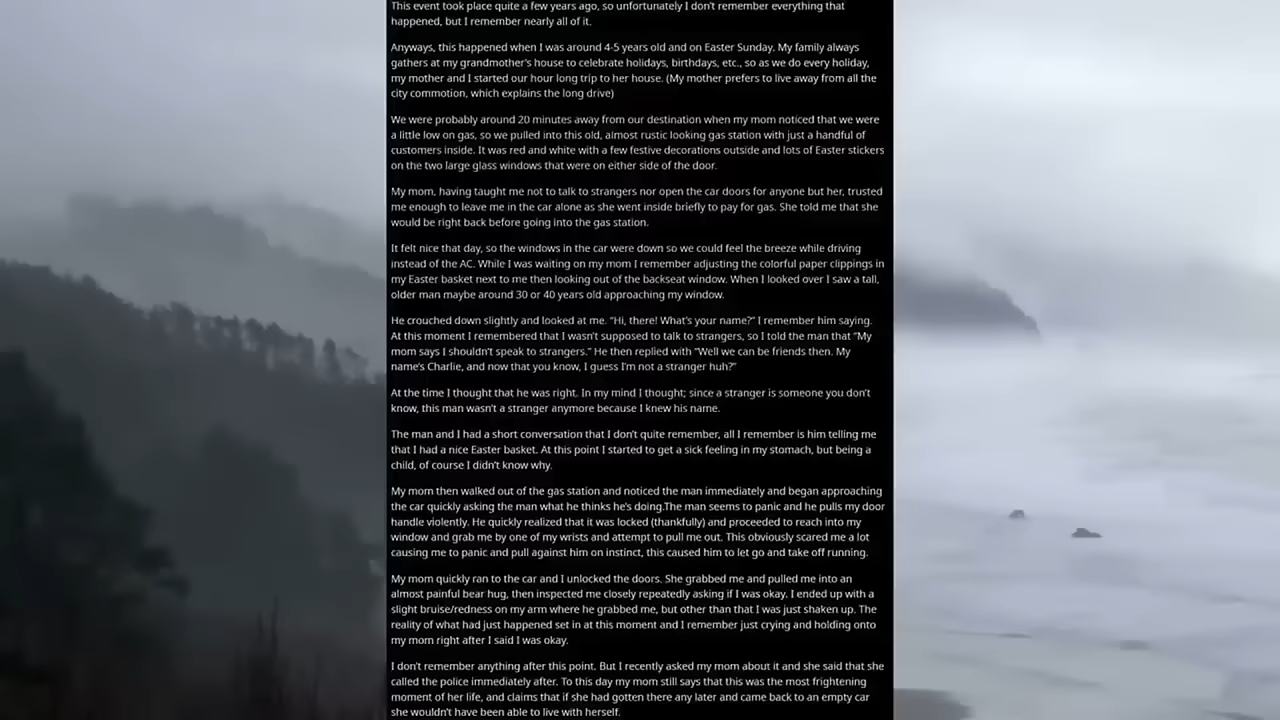 This event took place quite a few years ago, so unfortunately I don't remember everything that
happened, but I remember nearly all of it.
Anyways, this happened when I was around 4-5 years old and on Easter Sunday. My family always
gathers at my grandmother's house to celebrate holidays, birthdays, etc., so as we do every holiday,
my mother and I started our hour long trip to her house. (My mother prefers to live away from all the
city commotion, which explains the long drive)
We were probably around 20 minutes away from our destination when my mom noticed that we were
a little low on gas, so we pulled into this old, almost rustic looking gas station with just a handful of
customers inside. It was red and white with a few festive decorations outside and lots of Easter stickers
on the two large glass windows that were on either side of the door.
My mom, having taught me not to talk to strangers nor open the car doors for anyone but her, trusted
me enough to leave me in the car alone as she went inside briefly to pay for gas. She told me that she
would be right back before going into the gas station.
It felt nice that day, so the windows in the car were down so we could feel the breeze while driving
instead of the AC. While I was waiting on my mom I remember adjusting the colorful paper clippings in
my Easter basket next to me then looking out of the backseat window. When I looked over I saw a tall,
older man maybe around 30 or 40 years old approaching my window.
He crouched down slightly and looked at me. "Hi, there! What's your name?" I remember him saying.
At this moment I remembered that I wasn't supposed to talk to strangers, so I told the man that "My
mom says I shouldn't speak to strangers." He then replied with "Well we can be friends then. My
name's Charlie, and now that you know, I guess I'm not a stranger huh?"
At the time I thought that he was right. In my mind I thought; since a stranger is someone you don't
know, this man wasn't a stranger anymore because I knew his name.
The man and I had a short conversation that I don't quite remember, all I remember is him telling me
that I had a nice Easter basket. At this point I started to get a sick feeling in my stomach, but being a
child, of course I didn't know why.
My mom then walked out of the gas station and noticed the man immediately and began approaching
the car quickly asking the man what he thinks he's doing.The man seems to panic and he pulls my door
handle violently. He quickly realized that it was locked (thankfully) and proceeded to reach into my
window and grab me by one of my wrists and attempt to pull me out. This obviously scared me a lot
causing me to panic and pull against him on instinct, this caused him to let go and take off running.
My mom quickly ran to the car and I unlocked the doors. She grabbed me and pulled me into an
almost painful bear hug, then inspected me closely repeatedly asking if I was okay. I ended up with a
slight bruise/redness on my arm where he grabbed me, but other than that I was just shaken up. The
reality of what had just happened set in at this moment and I remember just crying and holding onto
my mom right after I said I was okay.
I don't remember anything after this point. But I recently asked my mom about it and she said that she
called the police immediately after. To this day my mom still says that this was the most frightening
moment of her life, and claims that if she had gotten there any later and came back to an empty car
she wouldn't have been able to live with herself.